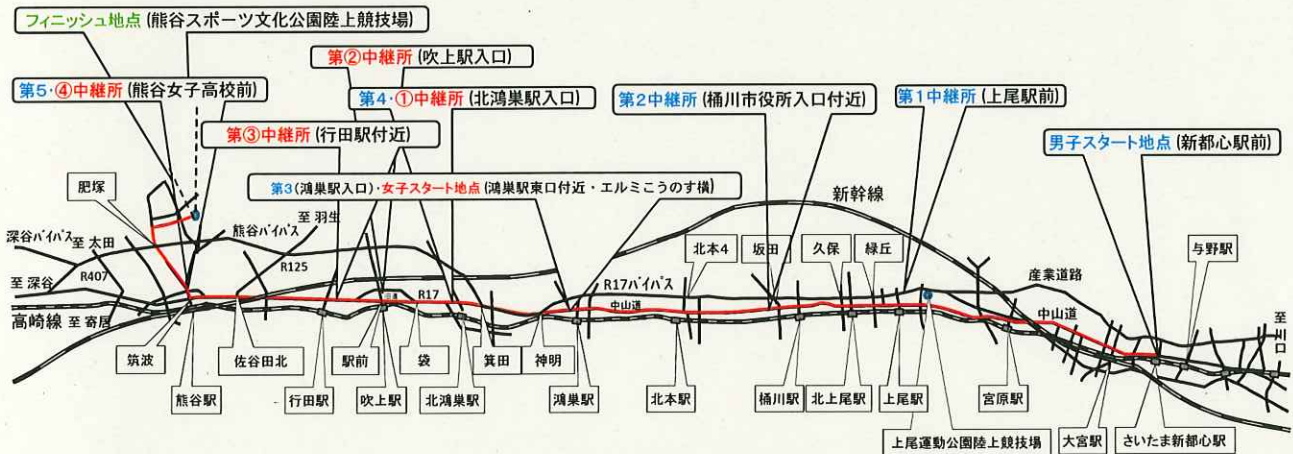 フィニッシュ地点 (熊谷スポーツ文化公園陸上競技場)
第②中継所 (吹上駅入口)
第5・④中継所 (熊谷女子高校前)
第4・①中継所 (北鴻巣駅入口)
第2中継所 (桶川市役所入口付近)
第1中継所 (上尾駅前)
第③中継所 (行田駅付近)
男子スタート地点 (新都心駅前)
肥塚
第3(鴻巣駅入口)・女子スタート地点 (鴻巣駅東口付近・エルミこうのす横)
新幹線
至 羽生
深谷バイパス
至 太田
熊谷バイパス
北本4
坂田
久保
緑丘
与野駅
R407
R125
至 深谷
R17
R17バイパス
産業道路
中山道
中山道
高崎線
至 寄居
至 川口
筑波
佐谷田北
駅前
袋
箕田
神明
熊谷駅
行田駅
吹上駅
北鴻巣駅
鴻巣駅
北本駅
桶川駅
北上尾駅
上尾駅
宮原駅
上尾運動公園陸上競技場
大宮駅
さいたま新都心駅